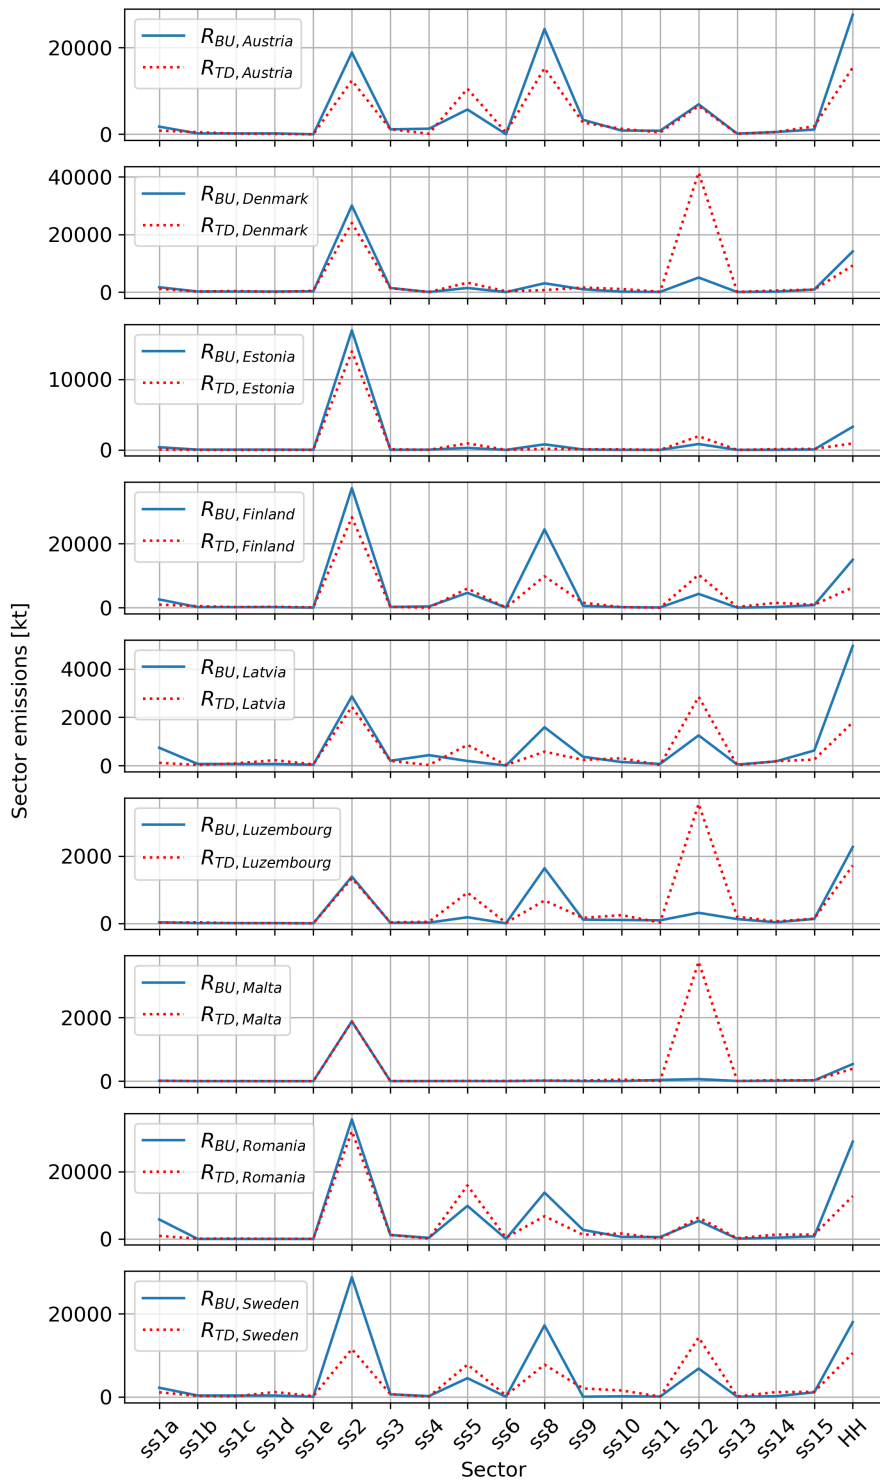 20000
0
R_BU, Austria
R_TD, Austria
40000
20000
0
R_BU, Denmark
R_TD, Denmark
10000
0
R_BU, Estonia
R_TD, Estonia
20000
0
R_BU, Finland
R_TD, Finland
4000
2000
0
R_BU, Latvia
R_TD, Latvia
2000
0
R_BU, Luzembourg
R_TD, Luzembourg
2000
0
R_BU, Malta
R_TD, Malta
20000
0
R_BU, Romania
R_TD, Romania
20000
0
R_BU, Sweden
R_TD, Sweden
Sector emissions [kt]
ss1a ss1b ss1c ss1d ss1e ss2 ss3 ss4 ss5 ss6 ss8 ss9 ss10 ss11 ss12 ss13 ss14 ss15 HH
Sector